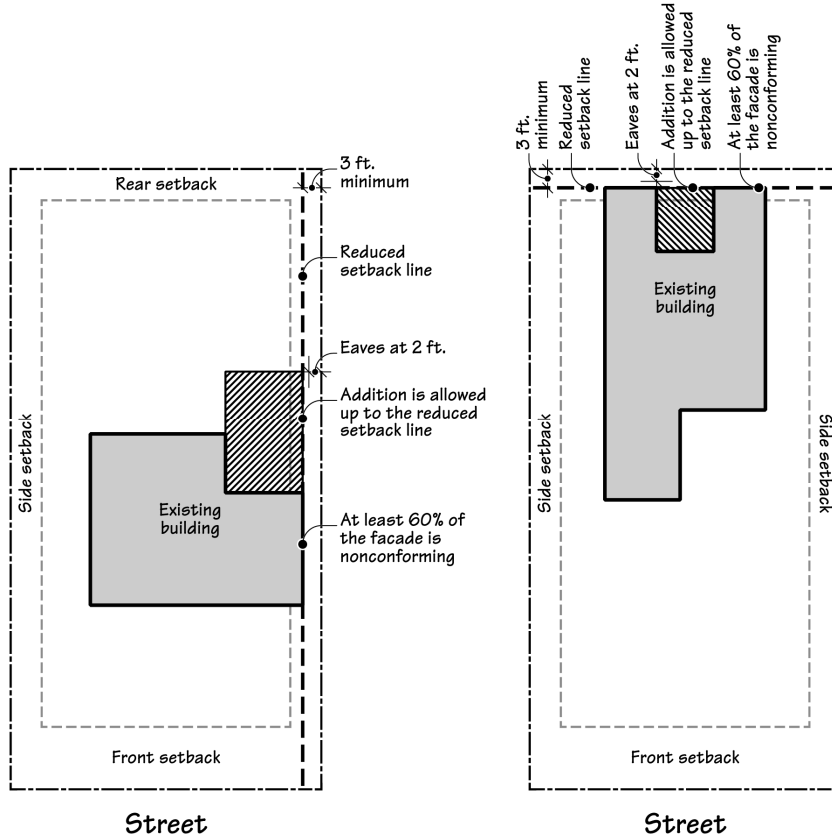 Rear setback
3 ft.
minimum
Reduced
setback line
Eaves at 2 ft.
Addition is allowed
up to the reduced
setback line
Side setback
Existing
building
At least 60% of
the facade is
nonconforming
Front setback
Street
3 ft.
minimum
Reduced
setback line
Eaves at 2 ft.
Addition is allowed
up to the reduced
setback line
At least 60% of
the facade is
nonconforming
Existing
building
Side setback
Side setback
Front setback
Street